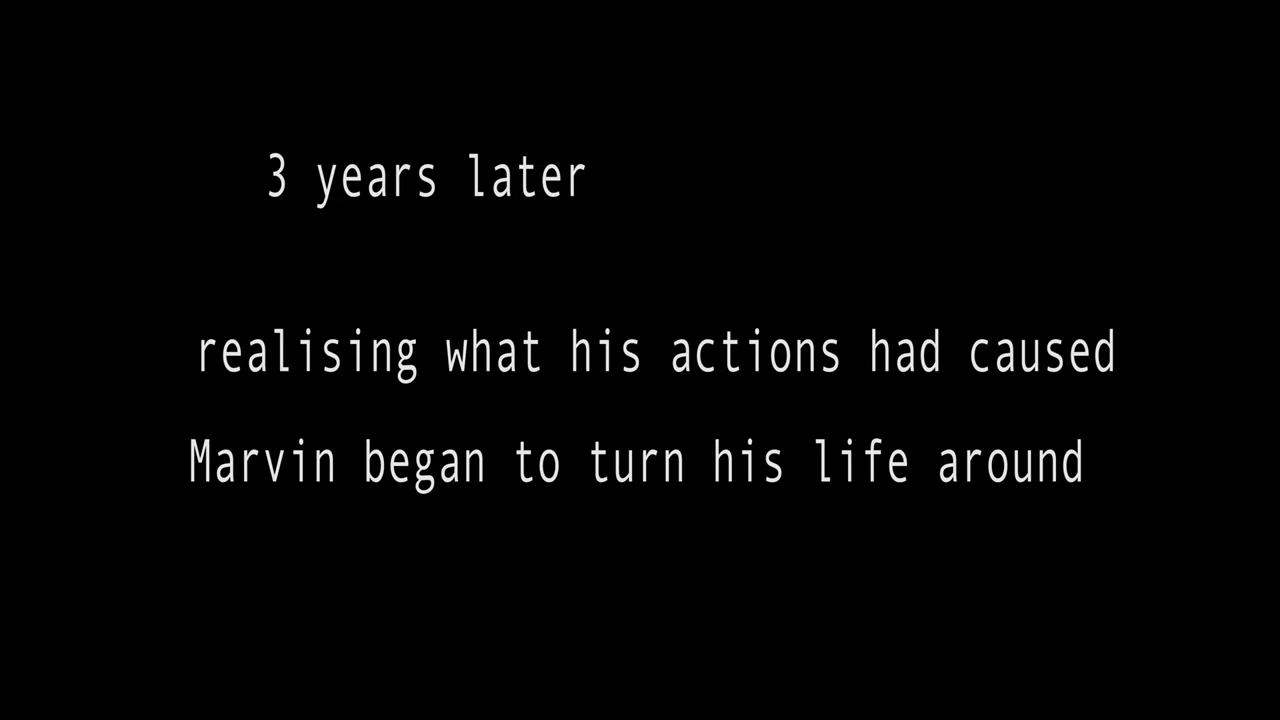 3 years later
realising what his actions had caused
Marvin began to turn his life around